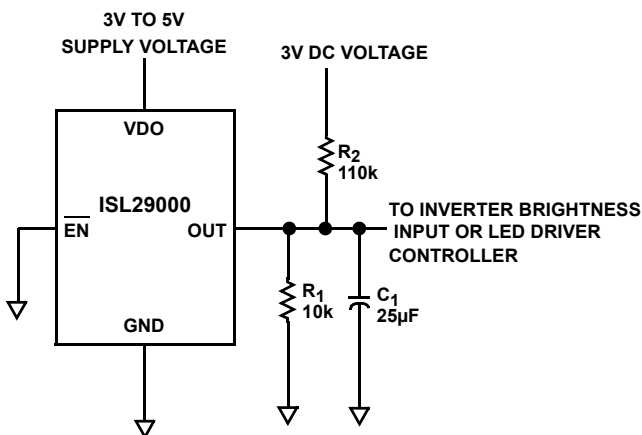 3V TO 5V
SUPPLY VOLTAGE
3V DC VOLTAGE
VDO
R2
110k
ISL29000
EN
OUT
TO INVERTER BRIGHTNESS
INPUT OR LED DRIVER
CONTROLLER
R1
10k
C1
25µF
GND